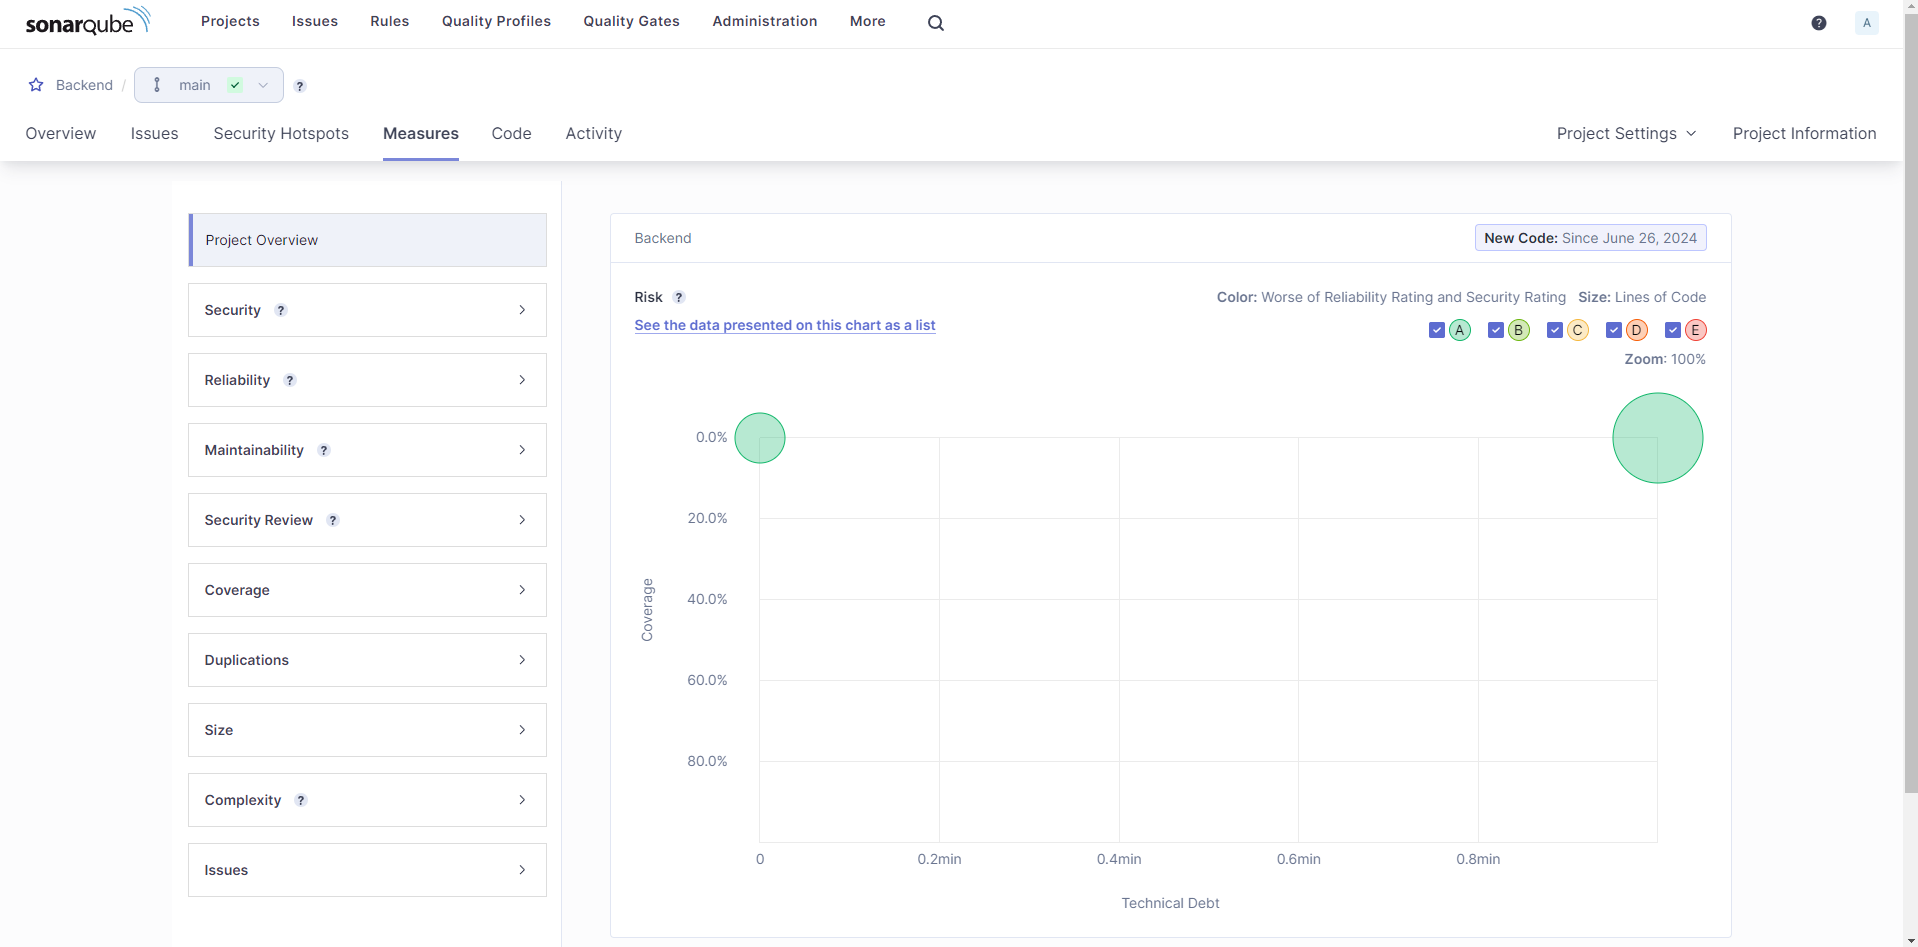 sonarqube Projects Issues Rules Quality Profiles Quality Gates Administration More ? A
Backend / main ?
Overview Issues Security Hotspots Measures Code Activity Project Settings Project Information
Project Overview
Security ?
Reliability ?
Maintainability ?
Security Review ?
Coverage
Duplications
Size
Complexity ?
Issues
Backend New Code: Since June 26, 2024
Risk ? Color: Worse of Reliability Rating and Security Rating Size: Lines of Code
See the data presented on this chart as a list
A B C D E
Zoom: 100%
0.0%
20.0%
40.0%
60.0%
80.0%
Coverage
0 0.2min 0.4min 0.6min 0.8min
Technical Debt